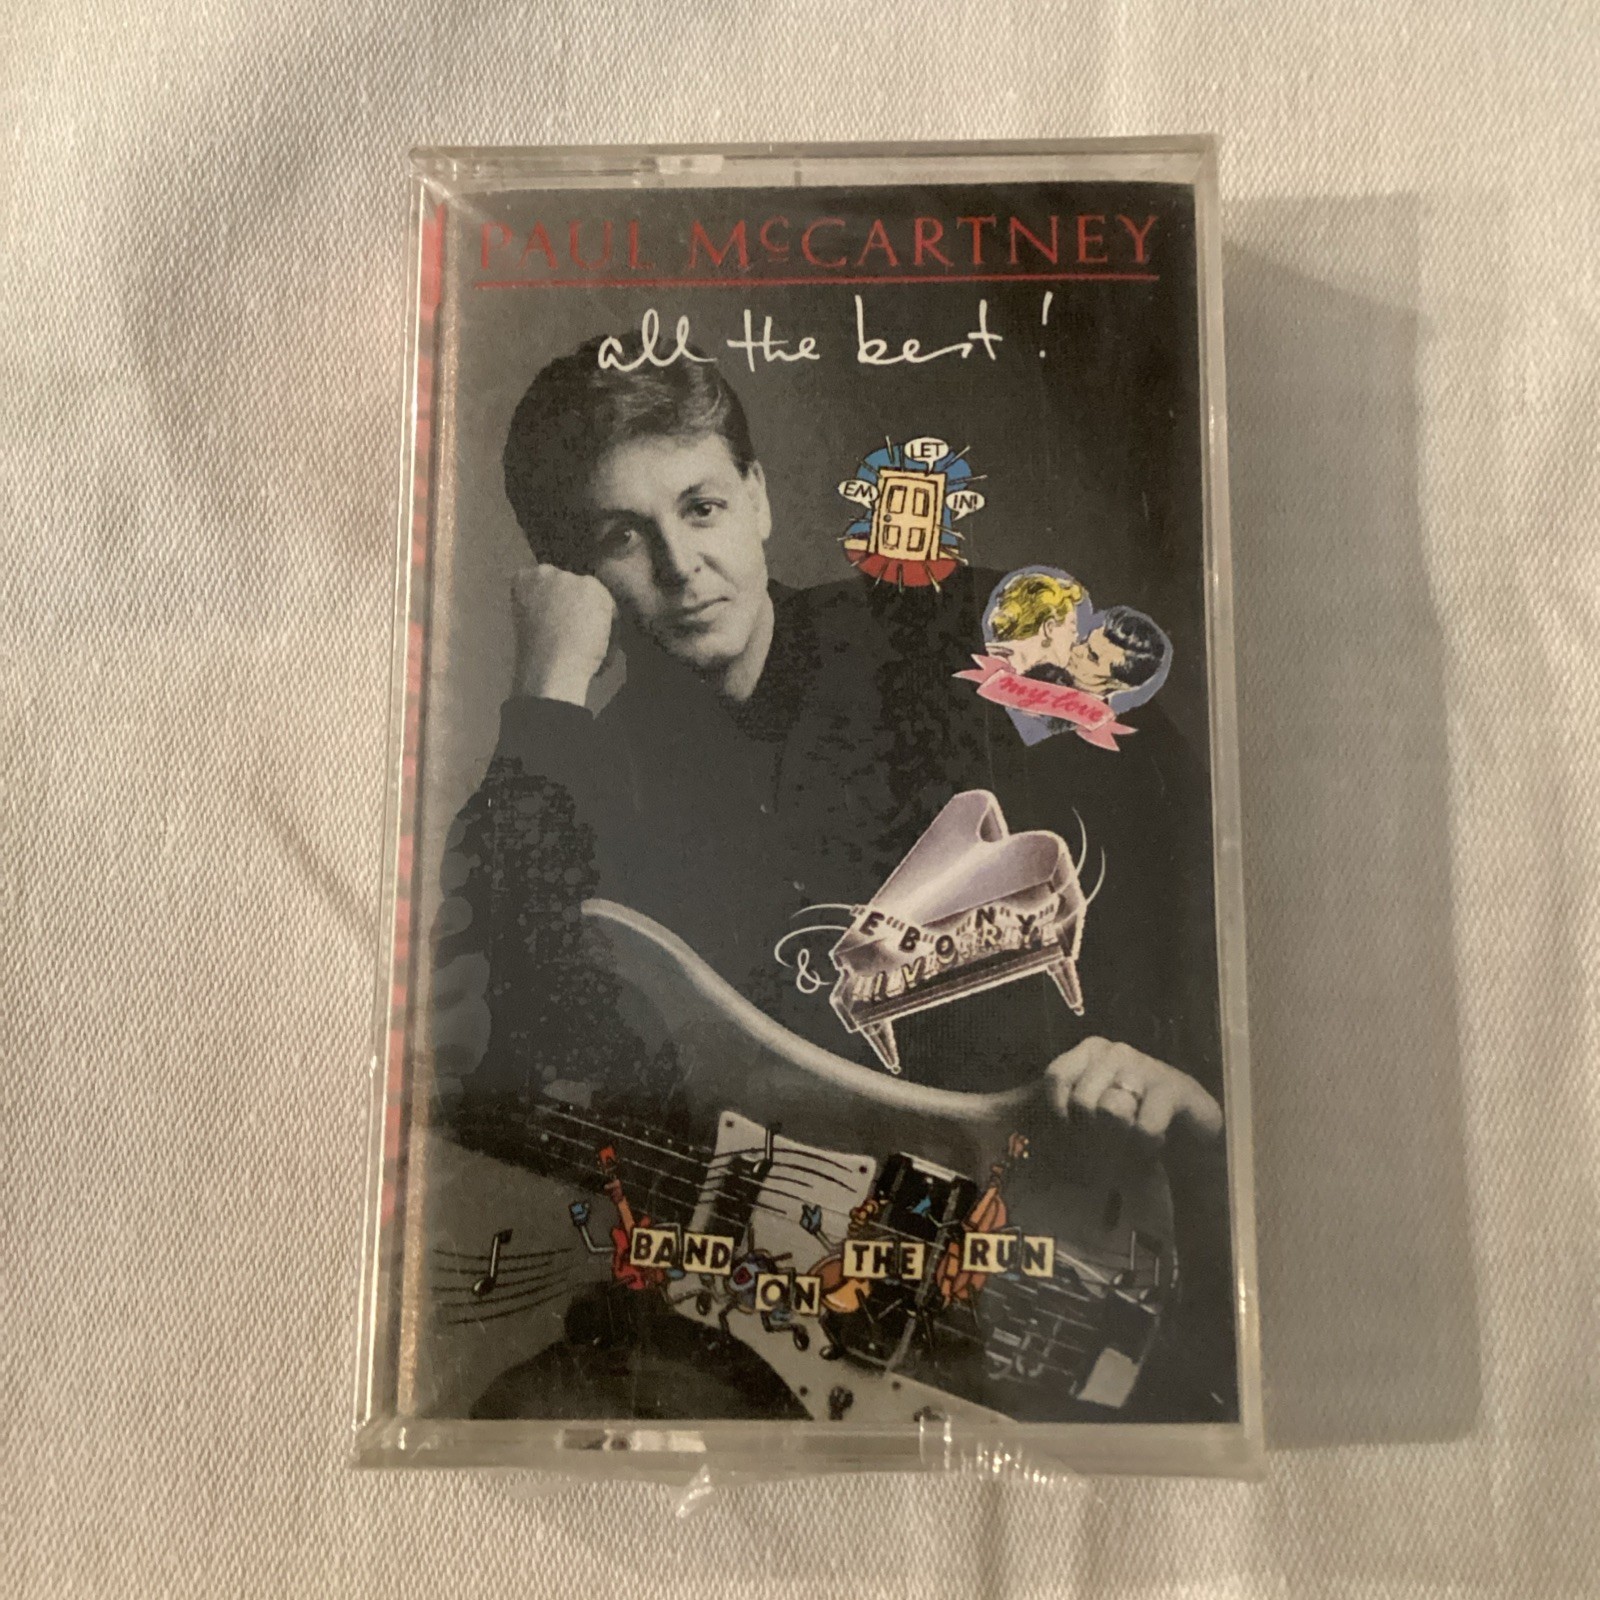 PAUL McCARTNEY
all the best!
LET
EM
IN!
my love
EBONY
& IVORY
BAND ON THE RUN